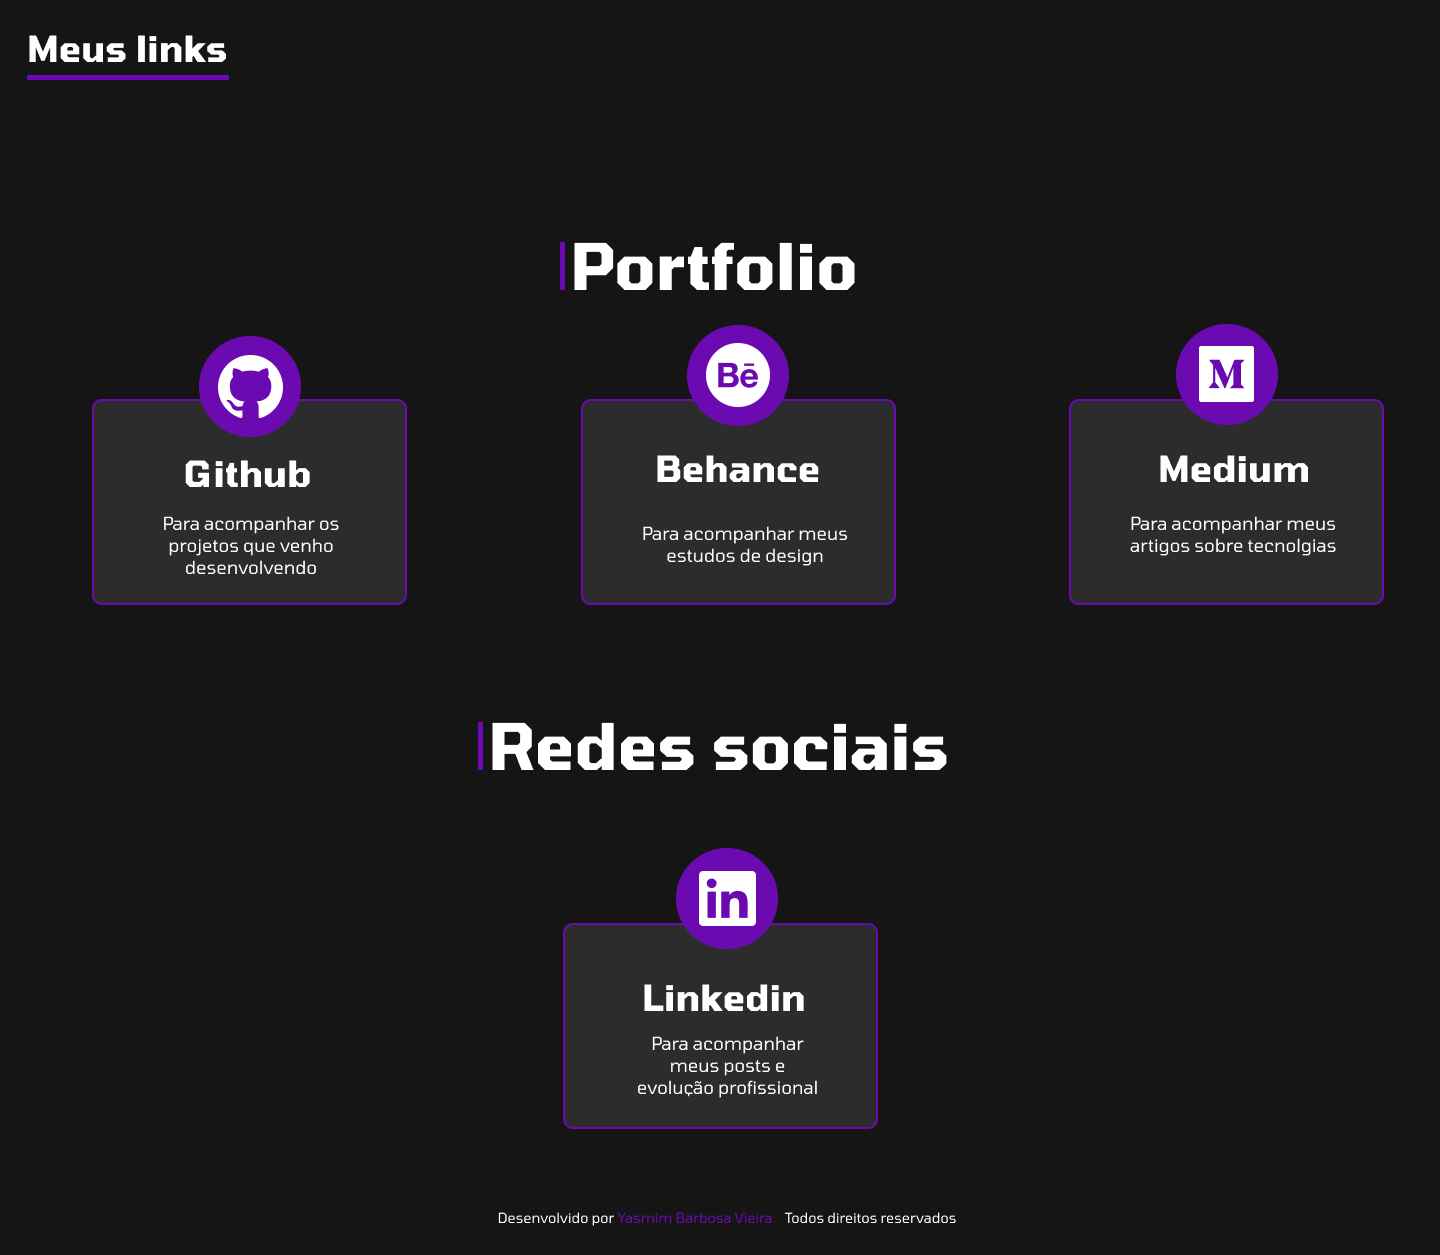 Meus links
Portfolio
Bē
M
Github
Behance
Medium
Para acompanhar os
projetos que venho
desenvolvendo
Para acompanhar meus
estudos de design
Para acompanhar meus
artigos sobre tecnolgias
Redes sociais
in
Linkedin
Para acompanhar
meus posts e
evolução profissional
Desenvolvido por Yasmim Barbosa Vieira Todos direitos reservados